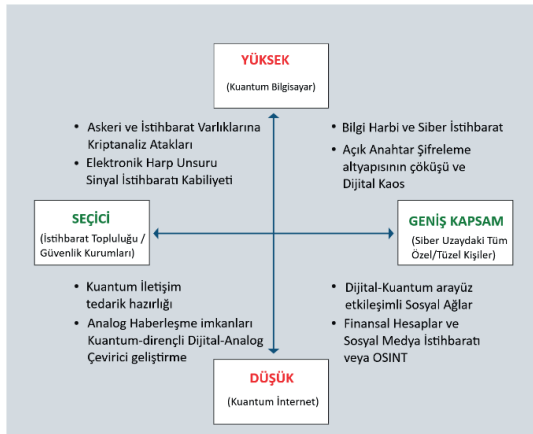 YÜKSEK
(Kuantum Bilgisayar)
• Askeri ve İstihbarat Varlıklarına
Kriptanaliz Atakları
• Elektronik Harp Unsuru
Sinyal İstihbaratı Kabiliyeti
• Bilgi Harbi ve Siber İstihbarat
• Açık Anahtar Şifreleme
altyapısının çöküşü ve
Dijital Kaos
SEÇİCİ
(İstihbarat Topluluğu /
Güvenlik Kurumları)
GENİŞ KAPSAM
(Siber Uzaydaki Tüm
Özel/Tüzel Kişiler)
• Kuantum İletişim
tedarik hazırlığı
• Analog Haberleşme imkanları
Kuantum-dirençli Dijital-Analog
Çevirici geliştirme
• Dijital-Kuantum arayüz
etkileşimli Sosyal Ağlar
• Finansal Hesaplar ve
Sosyal Medya İstihbaratı
veya OSINT
DÜŞÜK
(Kuantum İnternet)